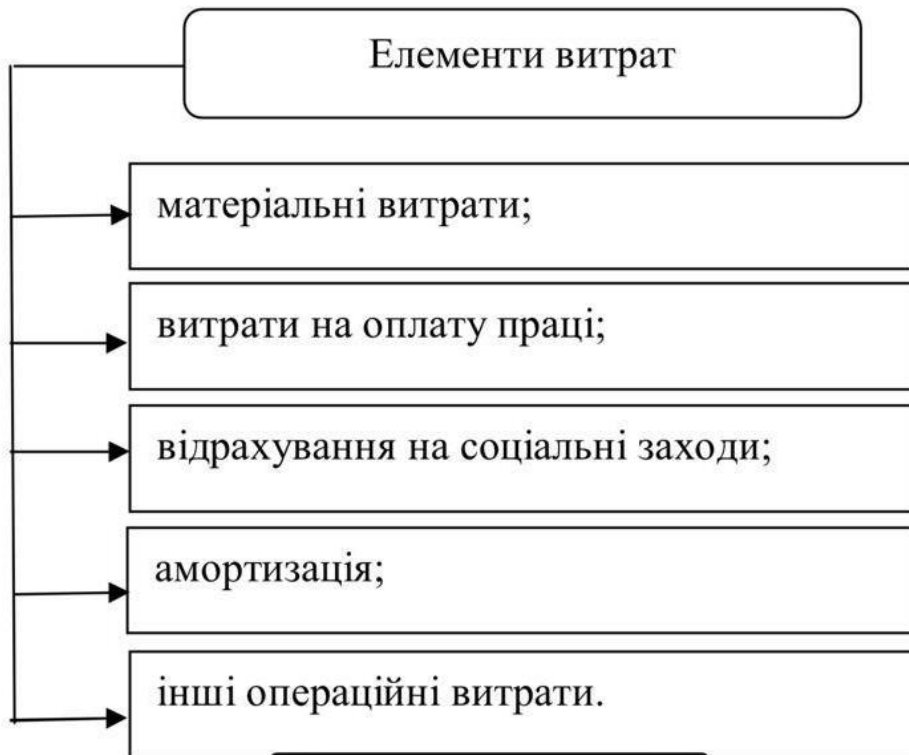 Елементи витрат
матеріальні витрати;
витрати на оплату праці;
відрахування на соціальні заходи;
амортизація;
інші операційні витрати.